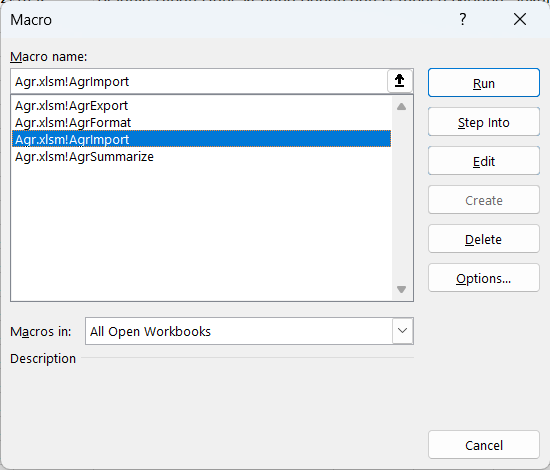 Macro
Macro name:
Agr.xlsm!AgrImport
Run
Agr.xlsm!AgrExport
Agr.xlsm!AgrFormat
Agr.xlsm!AgrImport
Agr.xlsm!AgrSummarize
Step Into
Edit
Create
Delete
Options...
Macros in:
All Open Workbooks
Description
Cancel